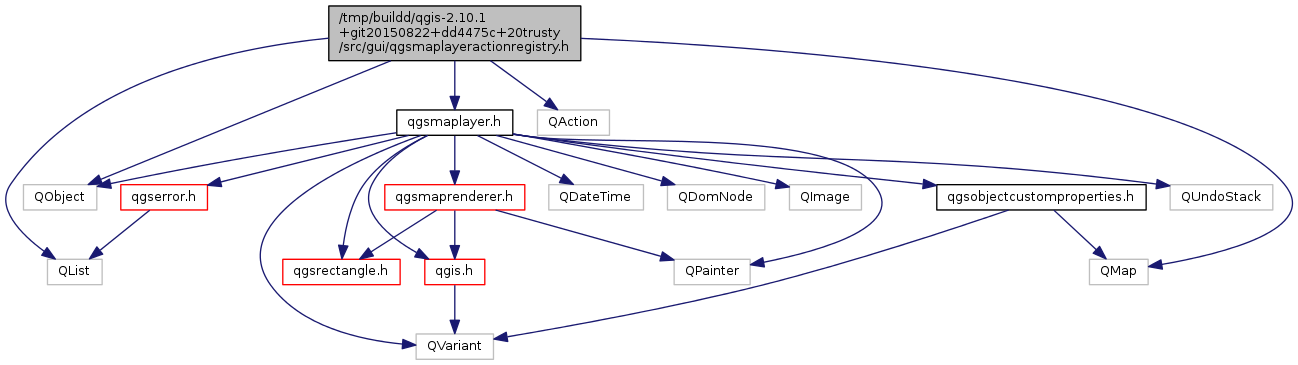 /tmp/buildd/qgis-2.10.1
+git20150822+dd4475c+20trusty
/src/gui/qgsmaplayeractionregistry.h
qgsmaplayer.h
QAction
QObject
qgserror.h
qgsmaprenderer.h
QDateTime
QDomNode
QImage
qgsobjectcustomproperties.h
QUndoStack
QList
qgsrectangle.h
qgis.h
QPainter
QMap
QVariant